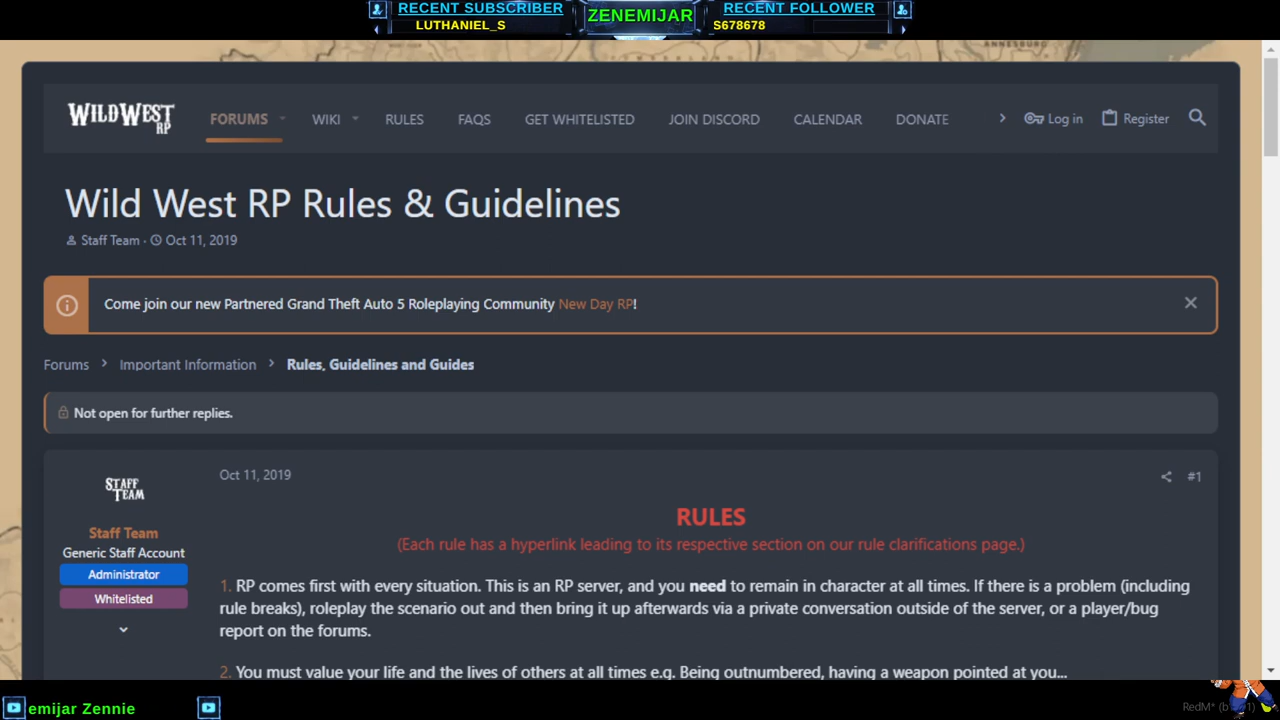 RECENT SUBSCRIBER
LUTHANIEL_S
ZENEMIJAR
RECENT FOLLOWER
S678678
ANNESBURG
WILD WEST RP
FORUMS
WIKI
RULES
FAQS
GET WHITELISTED
JOIN DISCORD
CALENDAR
DONATE
Log in
Register
Wild West RP Rules & Guidelines
Staff Team · Oct 11, 2019
Come join our new Partnered Grand Theft Auto 5 Roleplaying Community New Day RP!
Forums > Important Information > Rules, Guidelines and Guides
Not open for further replies.
STAFF TEAM
Staff Team
Generic Staff Account
Administrator
Whitelisted
Oct 11, 2019
#1
RULES
(Each rule has a hyperlink leading to its respective section on our rule clarifications page.)
1. RP comes first with every situation. This is an RP server, and you need to remain in character at all times. If there is a problem (including
rule breaks), roleplay the scenario out and then bring it up afterwards via a private conversation outside of the server, or a player/bug
report on the forums.
2. You must value your life and the lives of others at all times e.g. Being outnumbered, having a weapon pointed at you...
emijar Zennie
RedM*